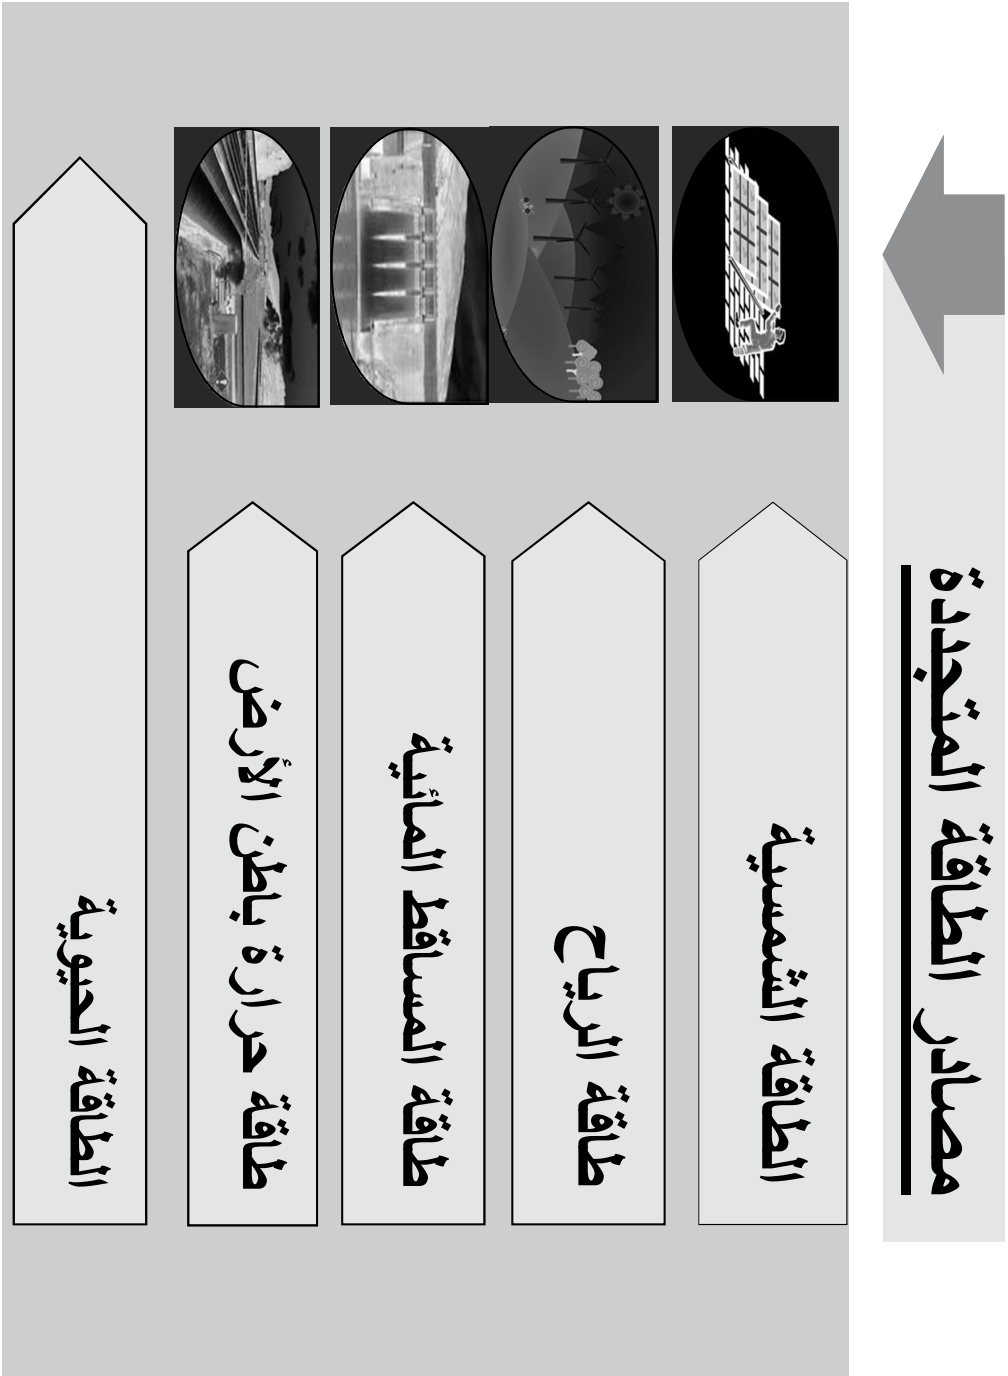 مصادر الطاقة المتجددة
الطاقة الشمسية
طاقة الرياح
طاقة المساقط المائية
طاقة حرارة باطن الأرض
الطاقة الحيوية